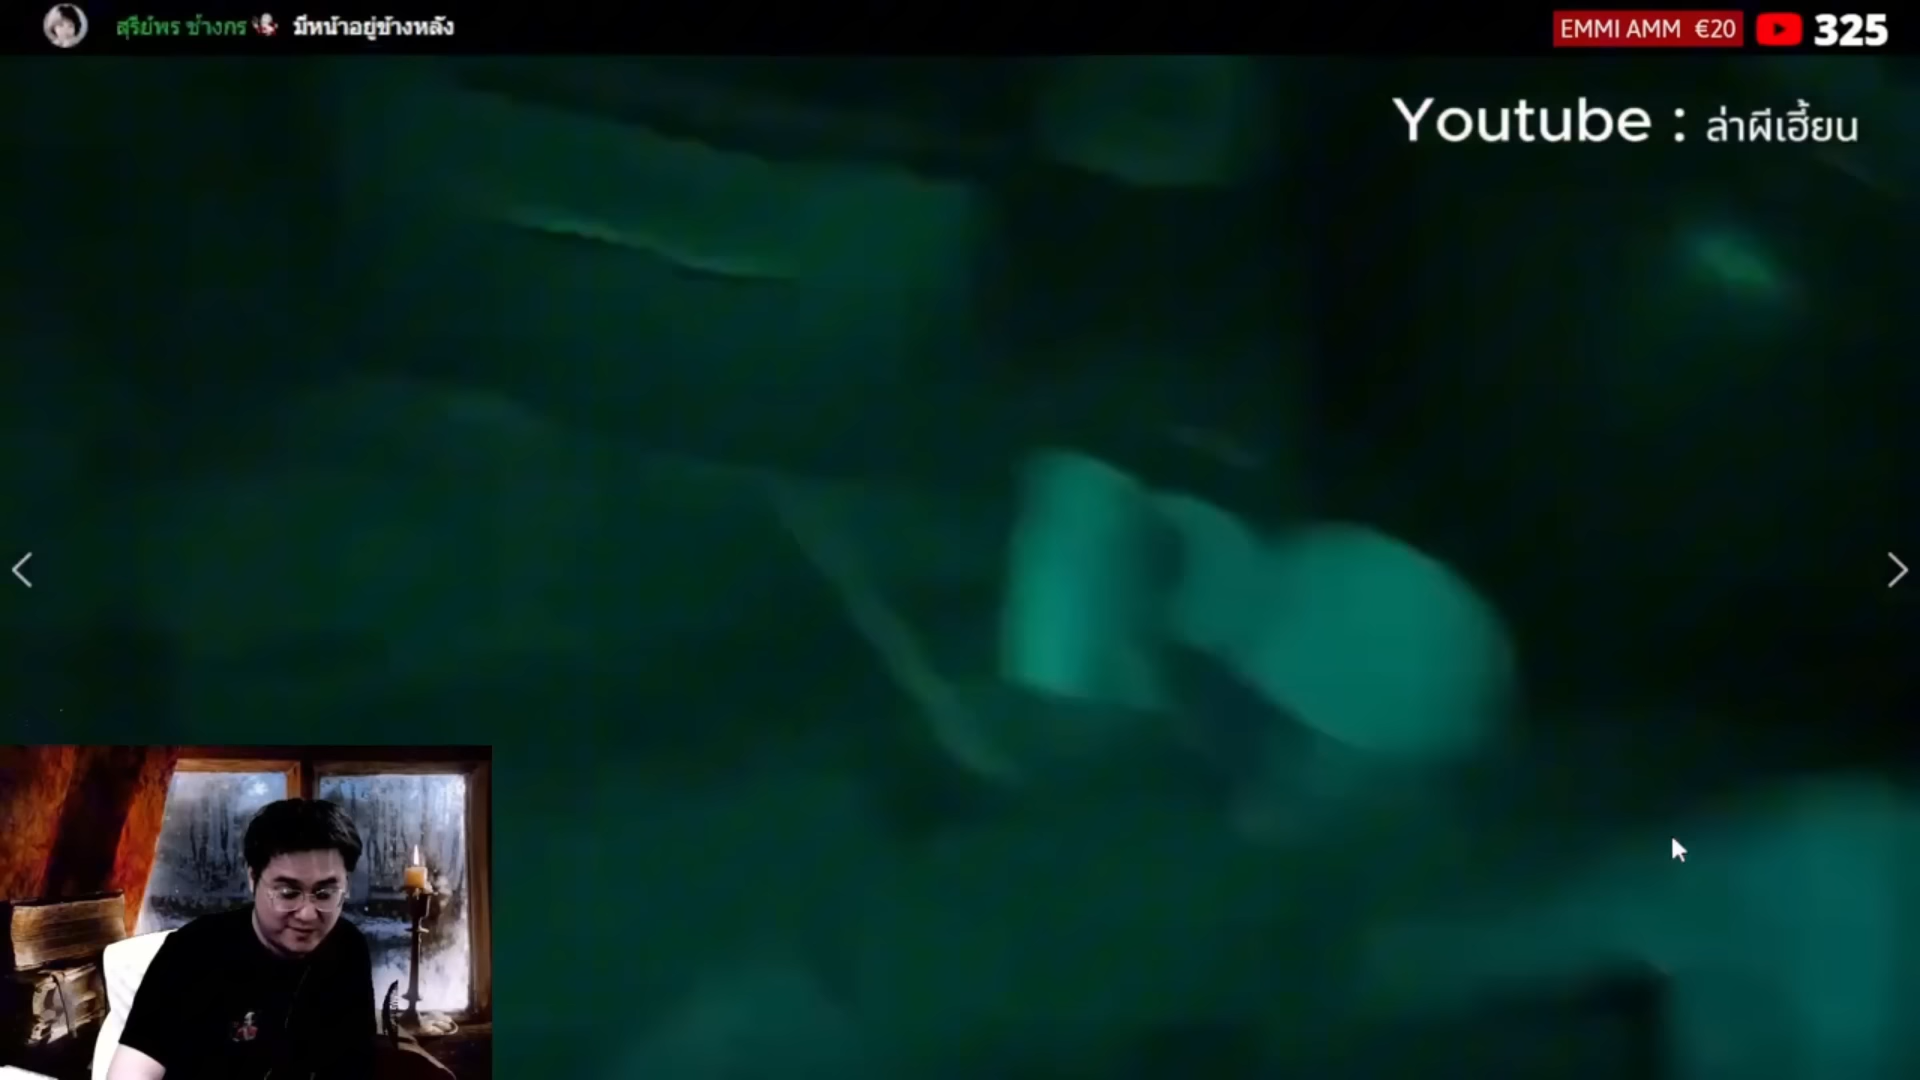 สุรีย์พร ช้างกร มีหน้าอยู่ข้างหลัง
EMMI AMM €20 325
Youtube : ล่าผีเฮี้ยน